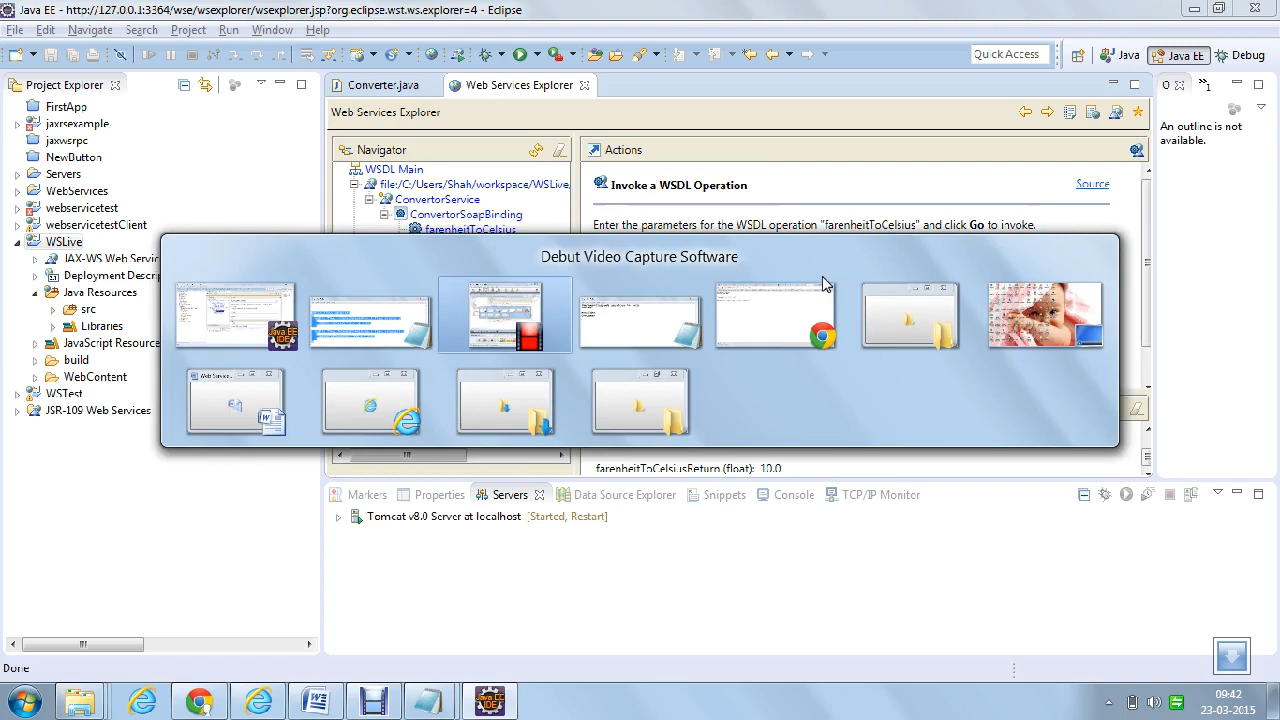 Java EE - http://127.0.0.1:3364/wse/wsexplorer/wsexplorer.jsp?org.eclipse.wst.ws.explorer=4 - Eclipse
File Edit Navigate Search Project Run Window Help
Quick Access
Java
Java EE
Debug
Project Explorer
FirstApp
jaxrsexample
jaxwsrpc
NewButton
Servers
WebServices
webservicetest
webservicetestClient
WSLive
JAX-WS Web Servic
Deployment Descrip
Java Resources
src
Libraries
JavaScript Resource
build
WebContent
WSTest
JSR-109 Web Services
Converter.java
Web Services Explorer
Web Services Explorer
Navigator
WSDL Main
file:/C:/Users/Shah/workspace/WSLive,
ConvertorService
ConvertorSoapBinding
farenheitToCelsius
Actions
Invoke a WSDL Operation
Source
Enter the parameters for the WSDL operation "farenheitToCelsius" and click Go to invoke.
An outline is not
available.
Debut Video Capture Software
Java EE
IDE
Web Service...
farenheitToCelsiusReturn (float): 10.0
Markers
Properties
Servers
Data Source Explorer
Snippets
Console
TCP/IP Monitor
Tomcat v8.0 Server at localhost [Started, Restart]
Done
09:42
23-03-2015